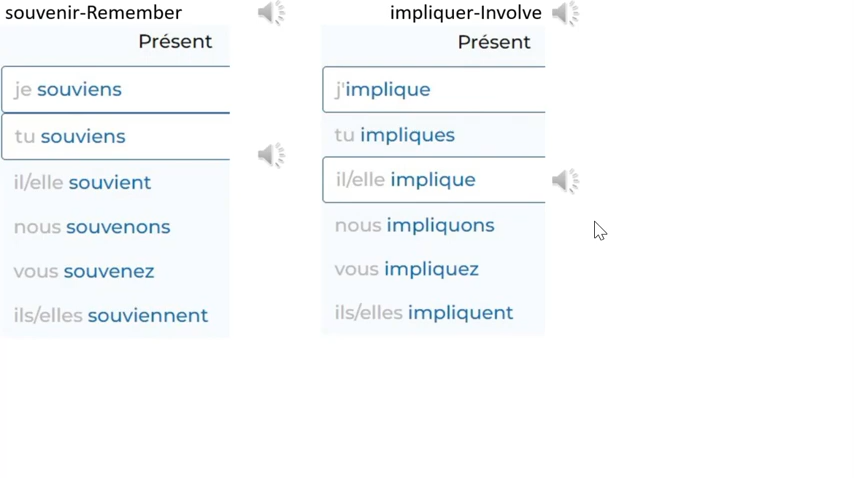 souvenir-Remember
Présent
je souviens
tu souviens
il/elle souvient
nous souvenons
vous souvenez
ils/elles souviennent
impliquer-Involve
Présent
j'implique
tu impliques
il/elle implique
nous impliquons
vous impliquez
ils/elles impliquent